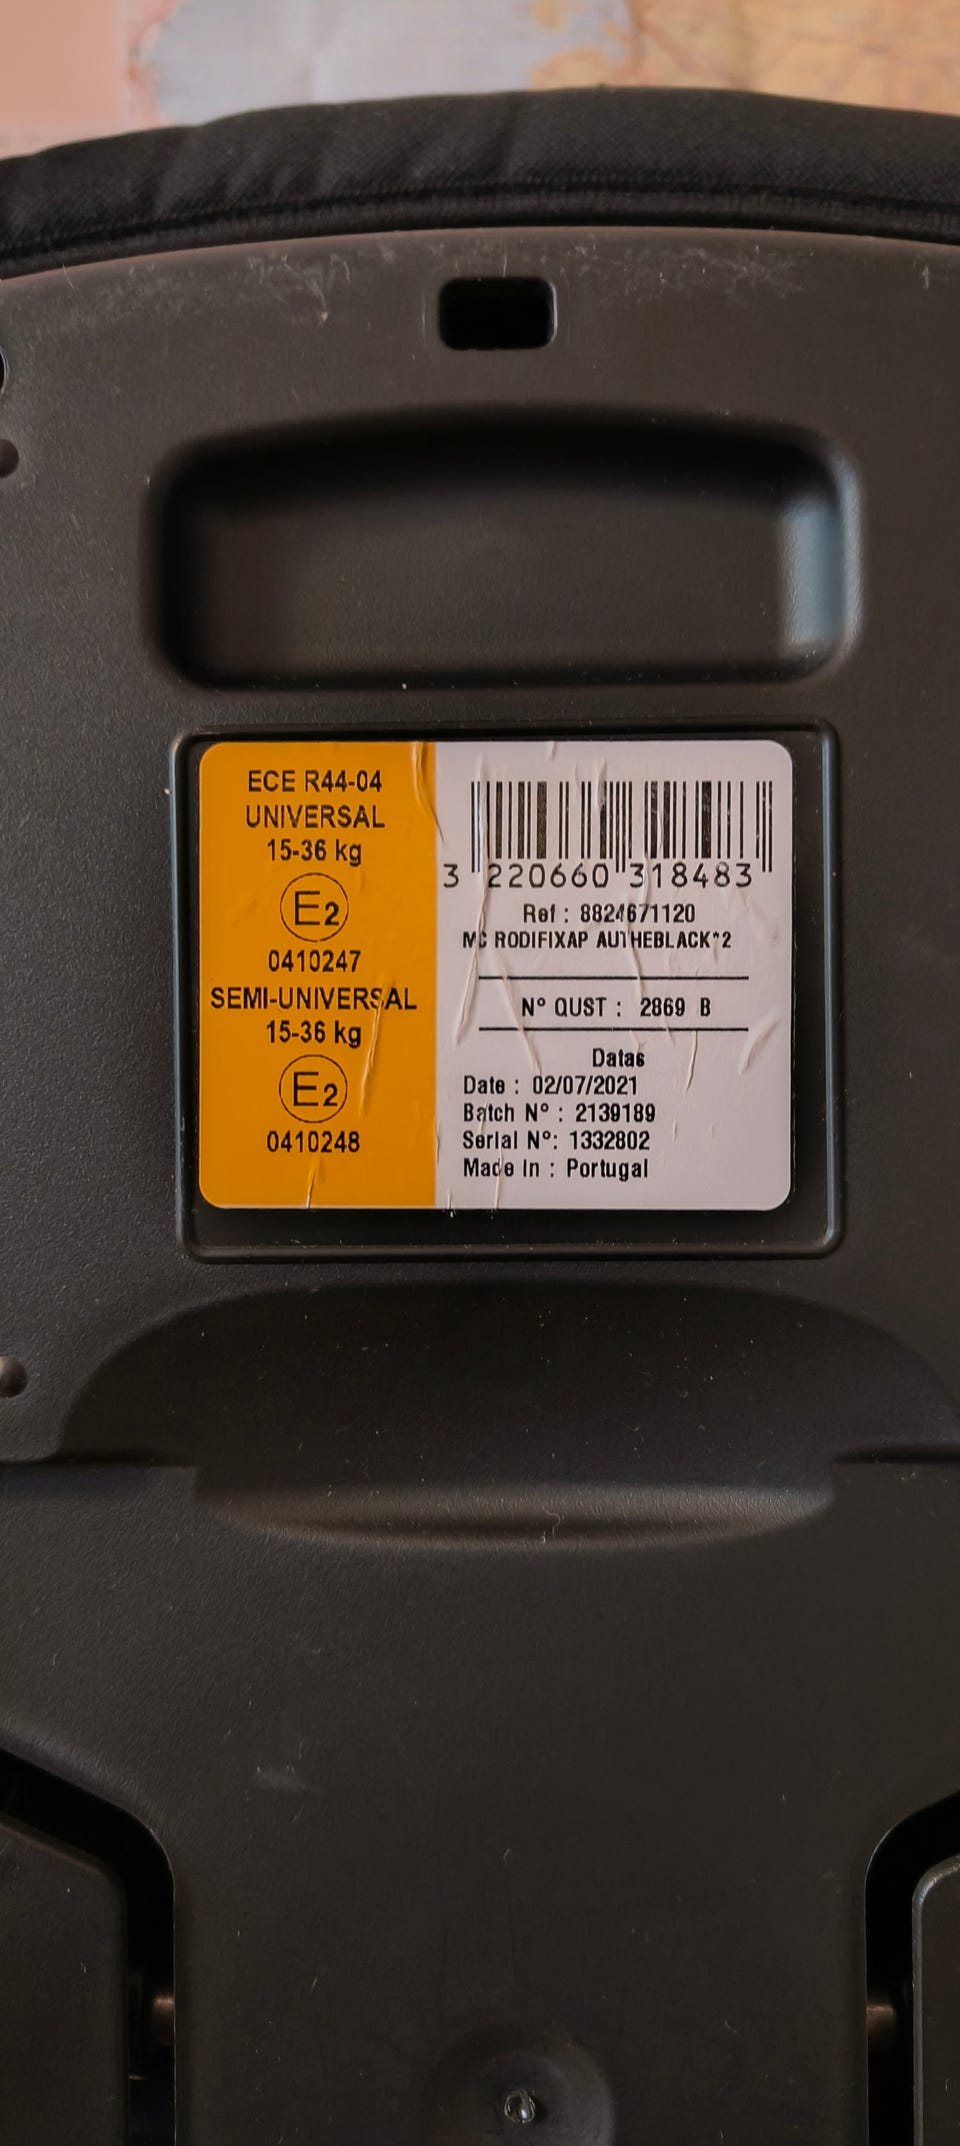 ECE R44-04
UNIVERSAL
15-36 kg
E2
0410247
SEMI-UNIVERSAL
15-36 kg
E2
0410248
3 220660 318483
Ref : 8824671120
MC RODIFIXAP AUTHEBLACK*2
N° QUST : 2869 B
Datas
Date : 02/07/2021
Batch N° : 2139189
Serial N°: 1332802
Made In : Portugal